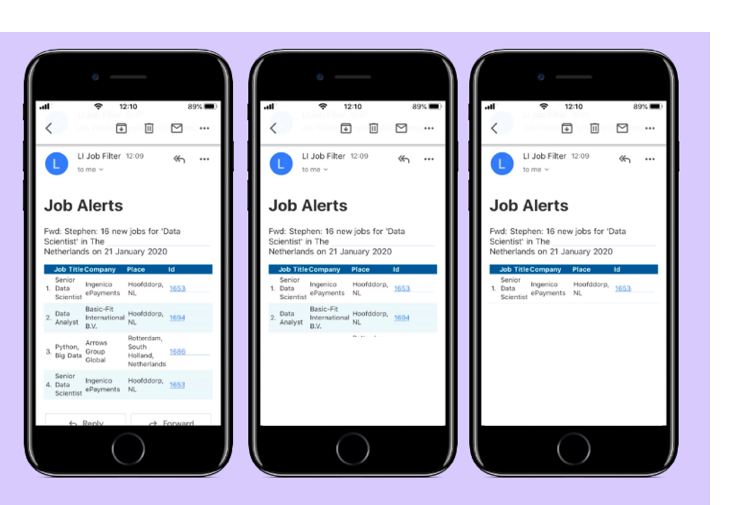 12:10
89%
LI Job Filter 12:09
to me
Job Alerts
Fwd: Stephen: 16 new jobs for 'Data
Scientist' in The
Netherlands on 21 January 2020
Job Title Company Place Id
1. Senior Data Scientist Ingenico ePayments Hoofddorp, NL 1653
2. Data Analyst Basic-Fit International B.V. Hoofddorp, NL 1694
3. Python, Big Data Arrows Group Global Rotterdam, South Holland, Netherlands 1686
4. Senior Data Scientist Ingenico ePayments Hoofddorp, NL 1653
Reply Forward
12:10
89%
LI Job Filter 12:09
to me
Job Alerts
Fwd: Stephen: 16 new jobs for 'Data
Scientist' in The
Netherlands on 21 January 2020
Job Title Company Place Id
1. Senior Data Scientist Ingenico ePayments Hoofddorp, NL 1653
2. Data Analyst Basic-Fit International B.V. Hoofddorp, NL 1694
12:10
89%
LI Job Filter 12:09
to me
Job Alerts
Fwd: Stephen: 16 new jobs for 'Data
Scientist' in The
Netherlands on 21 January 2020
Job Title Company Place Id
1. Senior Data Scientist Ingenico ePayments Hoofddorp, NL 1653